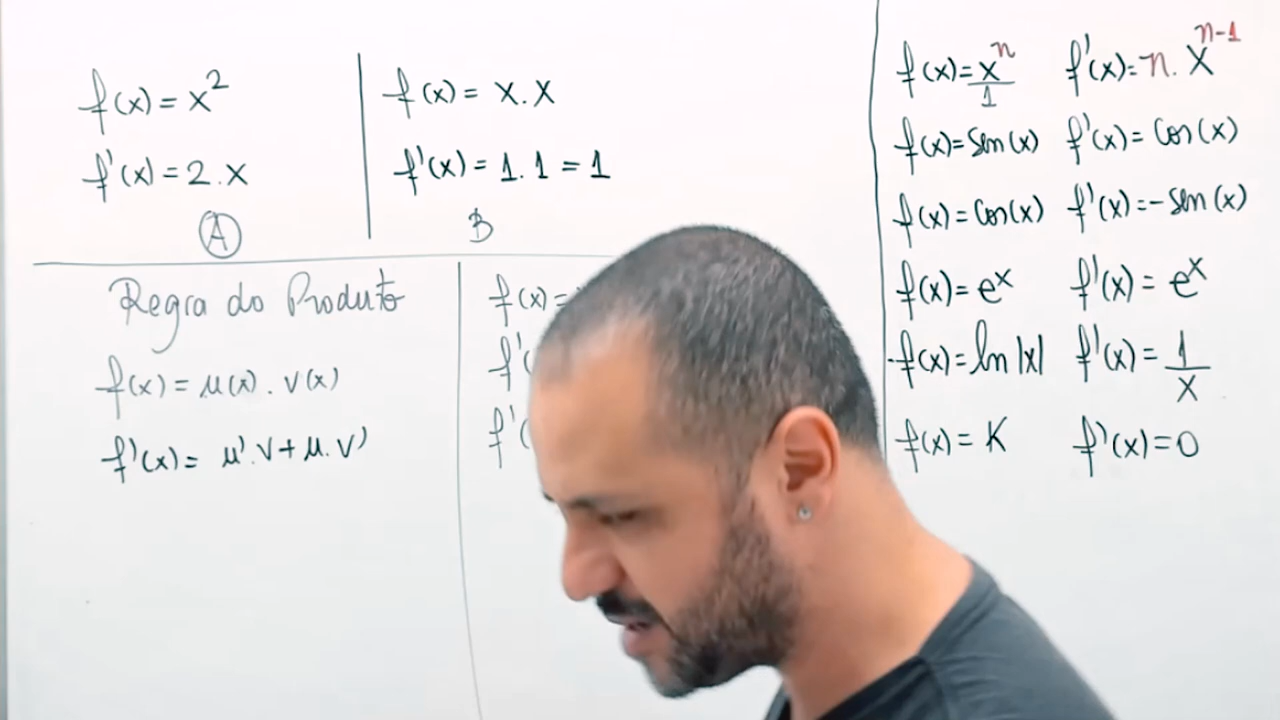 f(x) = x²
f'(x) = 2.x
A
f(x) = x.x
f'(x) = 1.1 = 1
B
Regra do Produto
f(x) = μ(x).v(x)
f'(x) = μ'.v + μ.v'
f(x) =
f'(
f'(
f(x) = xⁿ/1 f'(x) = n.xⁿ⁻¹
f(x) = Sen(x) f'(x) = Cos(x)
f(x) = Cos(x) f'(x) = -Sen(x)
f(x) = eˣ f'(x) = eˣ
f(x) = ln|x| f'(x) = 1/x
f(x) = K f'(x) = 0